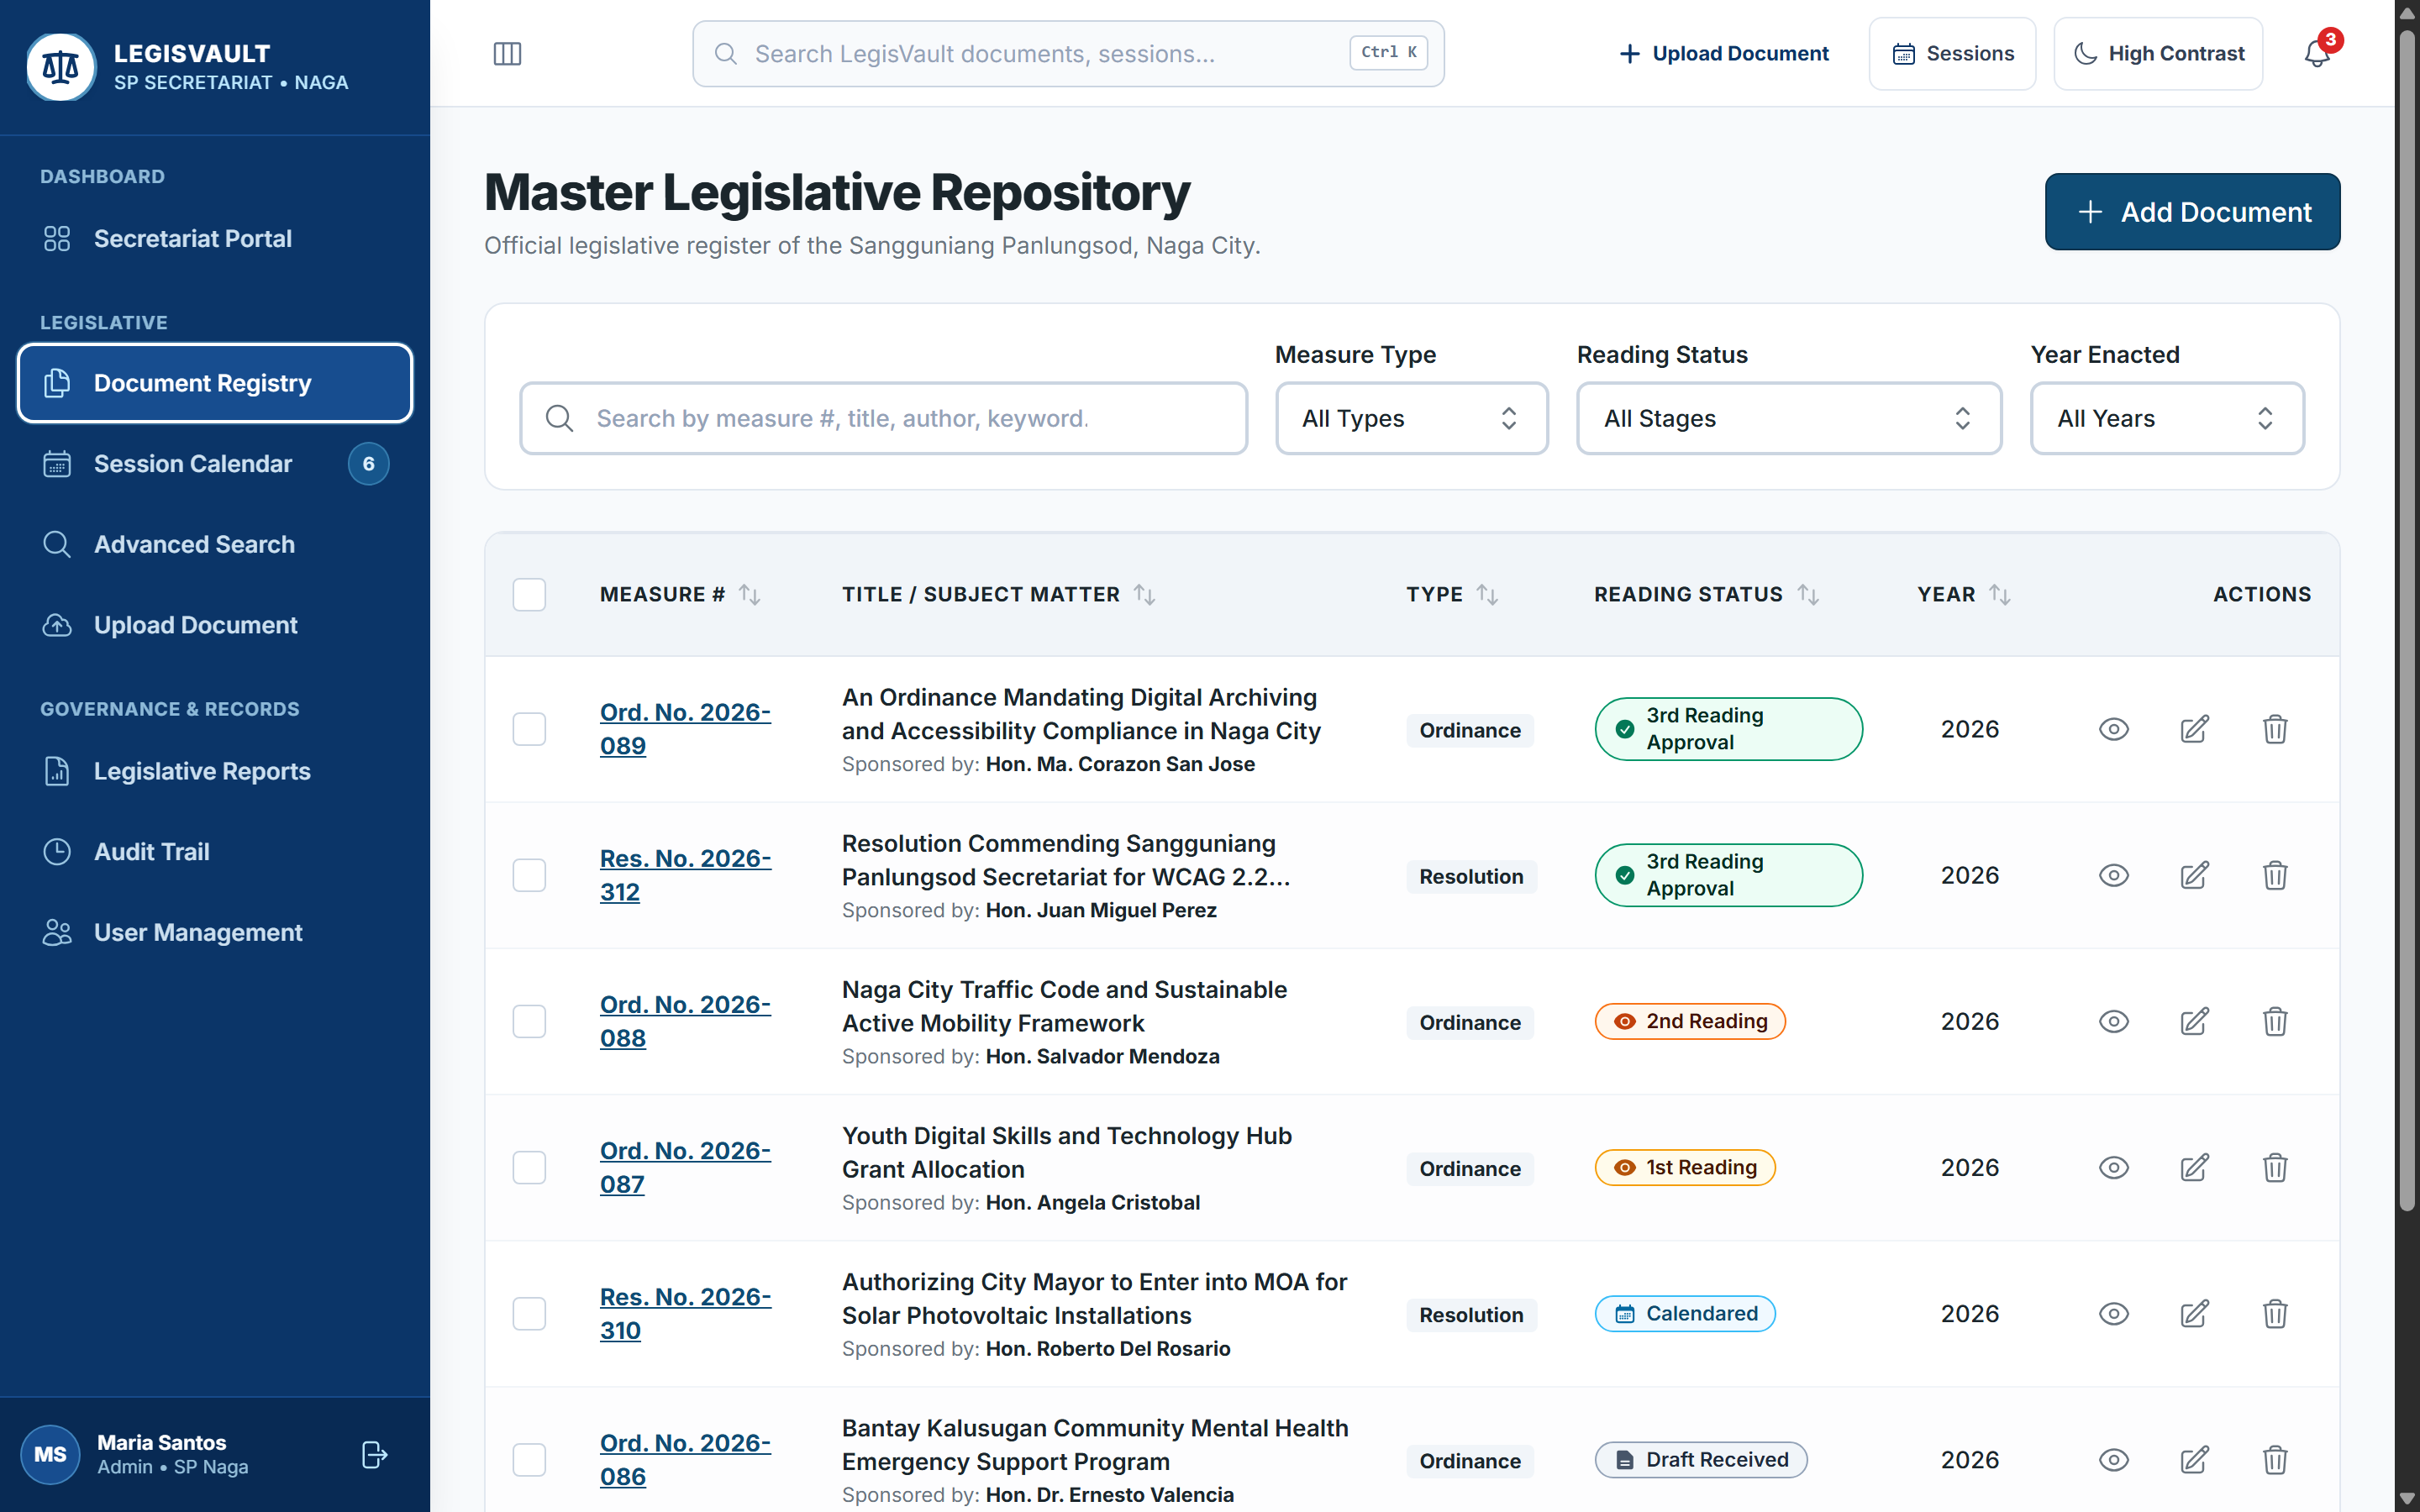 LEGISVAULT
SP SECRETARIAT • NAGA
DASHBOARD
Secretariat Portal
LEGISLATIVE
Document Registry
Session Calendar 6
Advanced Search
Upload Document
GOVERNANCE & RECORDS
Legislative Reports
Audit Trail
User Management
MS
Maria Santos
Admin • SP Naga
Search LegisVault documents, sessions... Ctrl K
+ Upload Document
Sessions
High Contrast
3
Master Legislative Repository
Official legislative register of the Sangguniang Panlungsod, Naga City.
+ Add Document
Search by measure #, title, author, keyword.
Measure Type
All Types
Reading Status
All Stages
Year Enacted
All Years
MEASURE # TITLE / SUBJECT MATTER TYPE READING STATUS YEAR ACTIONS
Ord. No. 2026-
089
An Ordinance Mandating Digital Archiving
and Accessibility Compliance in Naga City
Sponsored by: Hon. Ma. Corazon San Jose
Ordinance
3rd Reading
Approval
2026
Res. No. 2026-
312
Resolution Commending Sangguniang
Panlungsod Secretariat for WCAG 2.2...
Sponsored by: Hon. Juan Miguel Perez
Resolution
3rd Reading
Approval
2026
Ord. No. 2026-
088
Naga City Traffic Code and Sustainable
Active Mobility Framework
Sponsored by: Hon. Salvador Mendoza
Ordinance
2nd Reading
2026
Ord. No. 2026-
087
Youth Digital Skills and Technology Hub
Grant Allocation
Sponsored by: Hon. Angela Cristobal
Ordinance
1st Reading
2026
Res. No. 2026-
310
Authorizing City Mayor to Enter into MOA for
Solar Photovoltaic Installations
Sponsored by: Hon. Roberto Del Rosario
Resolution
Calendared
2026
Ord. No. 2026-
086
Bantay Kalusugan Community Mental Health
Emergency Support Program
Sponsored by: Hon. Dr. Ernesto Valencia
Ordinance
Draft Received
2026